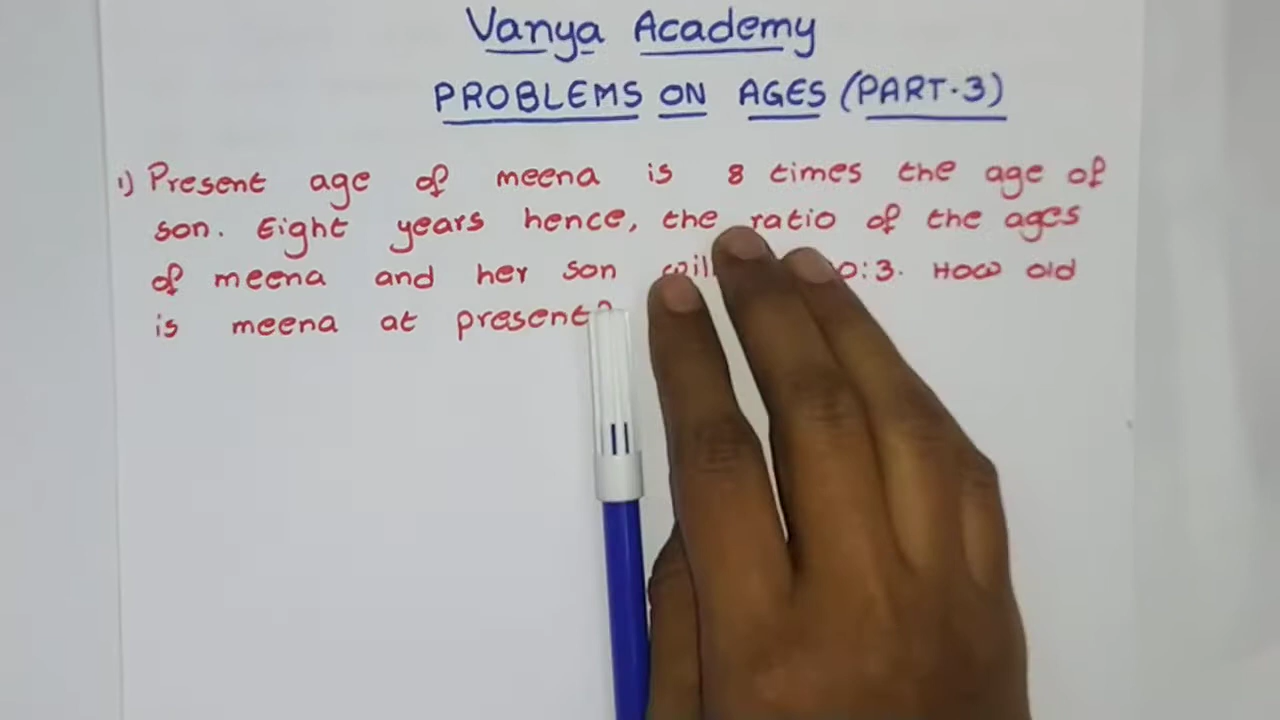 Vanya Academy
PROBLEMS ON AGES (PART-3)
1) Present age of meena is 8 times the age of
son. Eight years hence, the ratio of the ages
of meena and her son 0:3. How old
is meena at present?